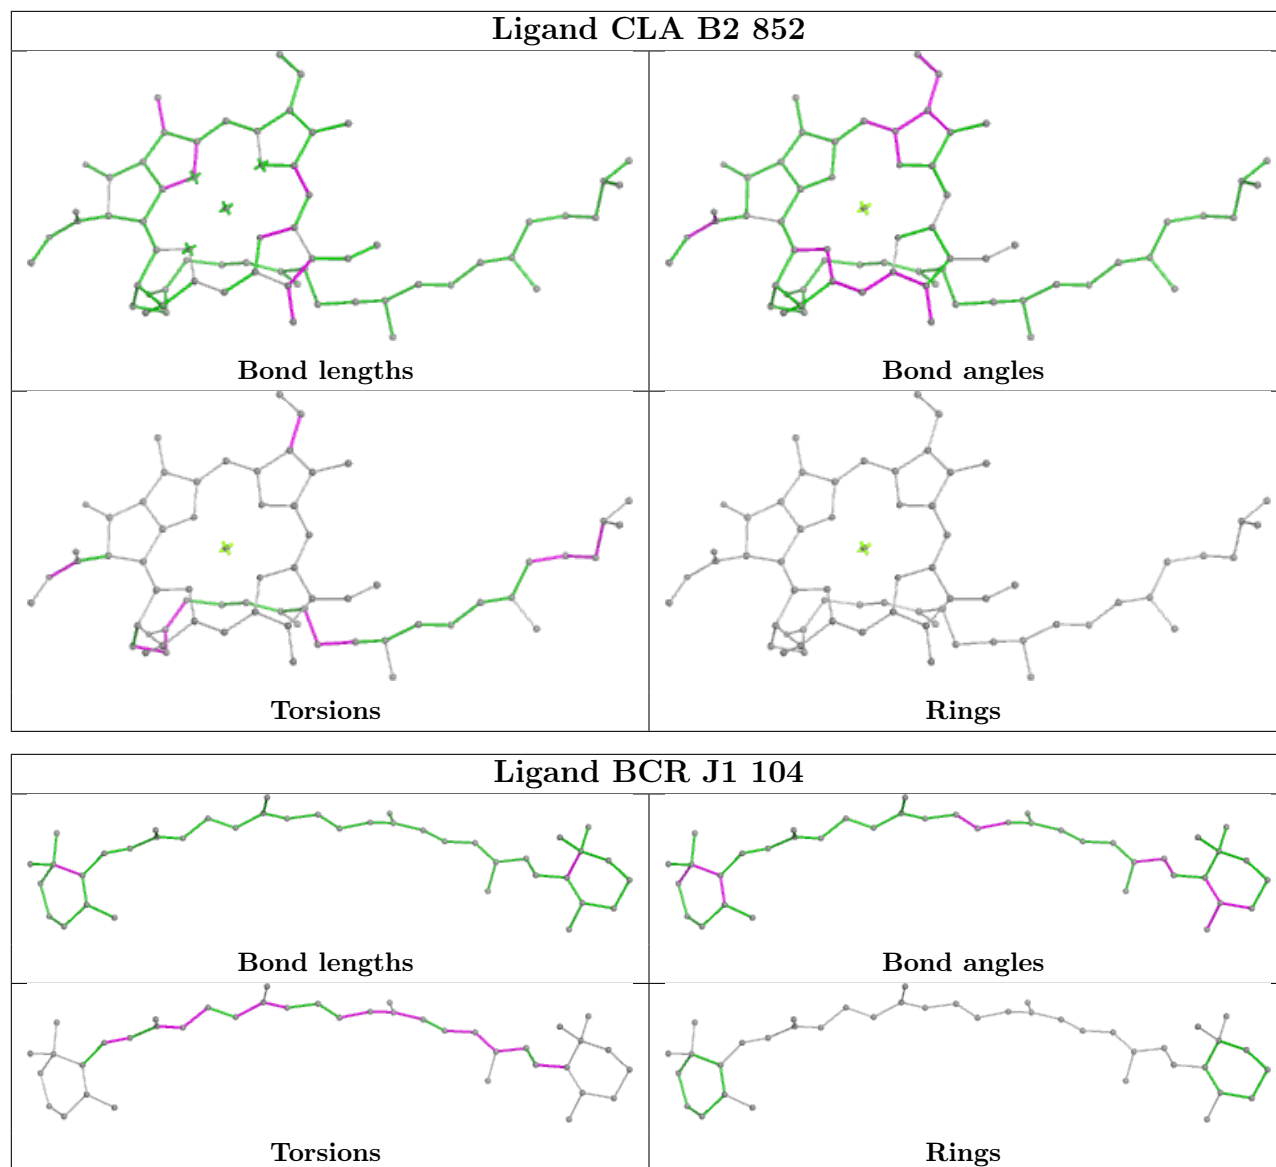 Ligand CLA B2 852
Bond lengths
Bond angles
Torsions
Rings
Ligand BCR J1 104
Bond lengths
Bond angles
Torsions
Rings